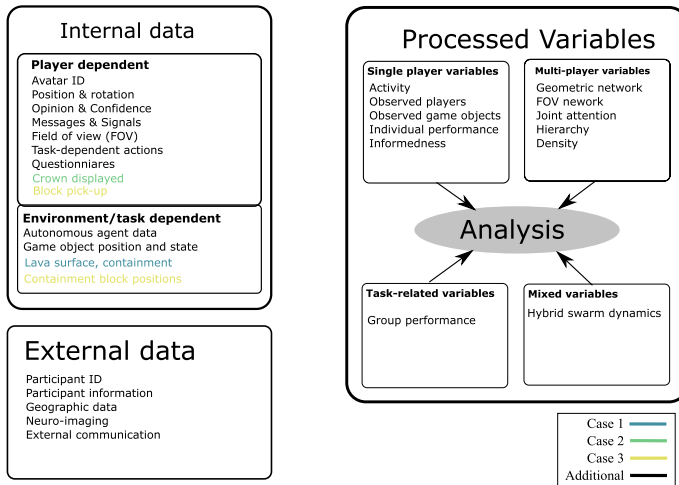 Internal data
Player dependent
Avatar ID
Position & rotation
Opinion & Confidence
Messages & Signals
Field of view (FOV)
Task-dependent actions
Questionniares
Crown displayed
Block pick-up
Environment/task dependent
Autonomous agent data
Game object position and state
Lava surface, containment
Containment block positions
External data
Participant ID
Participant information
Geographic data
Neuro-imaging
External communication
Processed Variables
Single player variables
Activity
Observed players
Observed game objects
Individual performance
Informedness
Multi-player variables
Geometric network
FOV nework
Joint attention
Hierarchy
Density
Analysis
Task-related variables
Group performance
Mixed variables
Hybrid swarm dynamics
Case 1
Case 2
Case 3
Additional